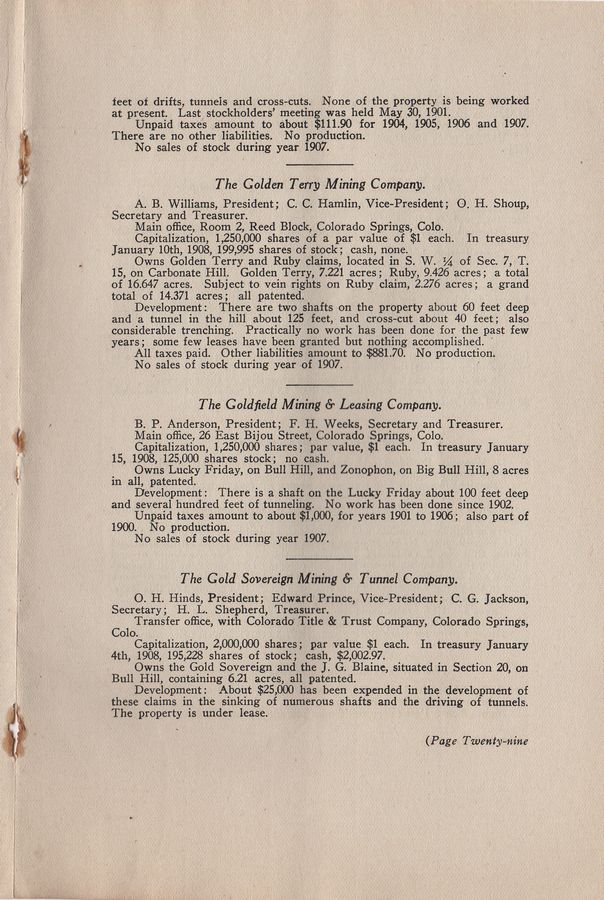 feet of drifts, tunnels and cross-cuts. None of the property is being worked
at present. Last stockholders' meeting was held May 30, 1901.
Unpaid taxes amount to about $111.90 for 1904, 1905, 1906 and 1907.
There are no other liabilities. No production.
No sales of stock during year 1907.
The Golden Terry Mining Company.
A. B. Williams, President; C. C. Hamlin, Vice-President; O. H. Shoup,
Secretary and Treasurer.
Main office, Room 2, Reed Block, Colorado Springs, Colo.
Capitalization, 1,250,000 shares of a par value of $1 each. In treasury
January 10th, 1908, 199,995 shares of stock; cash, none.
Owns Golden Terry and Ruby claims, located in S. W. ¼ of Sec. 7, T.
15, on Carbonate Hill. Golden Terry, 7.221 acres; Ruby, 9.426 acres; a total
of 16.647 acres. Subject to vein rights on Ruby claim, 2.276 acres; a grand
total of 14.371 acres; all patented.
Development: There are two shafts on the property about 60 feet deep
and a tunnel in the hill about 125 feet, and cross-cut about 40 feet; also
considerable trenching. Practically no work has been done for the past few
years; some few leases have been granted but nothing accomplished.
All taxes paid. Other liabilities amount to $881.70. No production.
No sales of stock during year of 1907.
The Goldfield Mining & Leasing Company.
B. P. Anderson, President; F. H. Weeks, Secretary and Treasurer.
Main office, 26 East Bijou Street, Colorado Springs, Colo.
Capitalization, 1,250,000 shares; par value, $1 each. In treasury January
15, 1908, 125,000 shares stock; no cash.
Owns Lucky Friday, on Bull Hill, and Zonophon, on Big Bull Hill, 8 acres
in all, patented.
Development: There is a shaft on the Lucky Friday about 100 feet deep
and several hundred feet of tunneling. No work has been done since 1902.
Unpaid taxes amount to about $1,000, for years 1901 to 1906; also part of
1900. No production.
No sales of stock during year 1907.
The Gold Sovereign Mining & Tunnel Company.
O. H. Hinds, President; Edward Prince, Vice-President; C. G. Jackson,
Secretary; H. L. Shepherd, Treasurer.
Transfer office, with Colorado Title & Trust Company, Colorado Springs,
Colo.
Capitalization, 2,000,000 shares; par value $1 each. In treasury January
4th, 1908, 195,228 shares of stock; cash, $2,002.97.
Owns the Gold Sovereign and the J. G. Blaine, situated in Section 20, on
Bull Hill, containing 6.21 acres, all patented.
Development: About $25,000 has been expended in the development of
these claims in the sinking of numerous shafts and the driving of tunnels.
The property is under lease.
(Page Twenty-nine